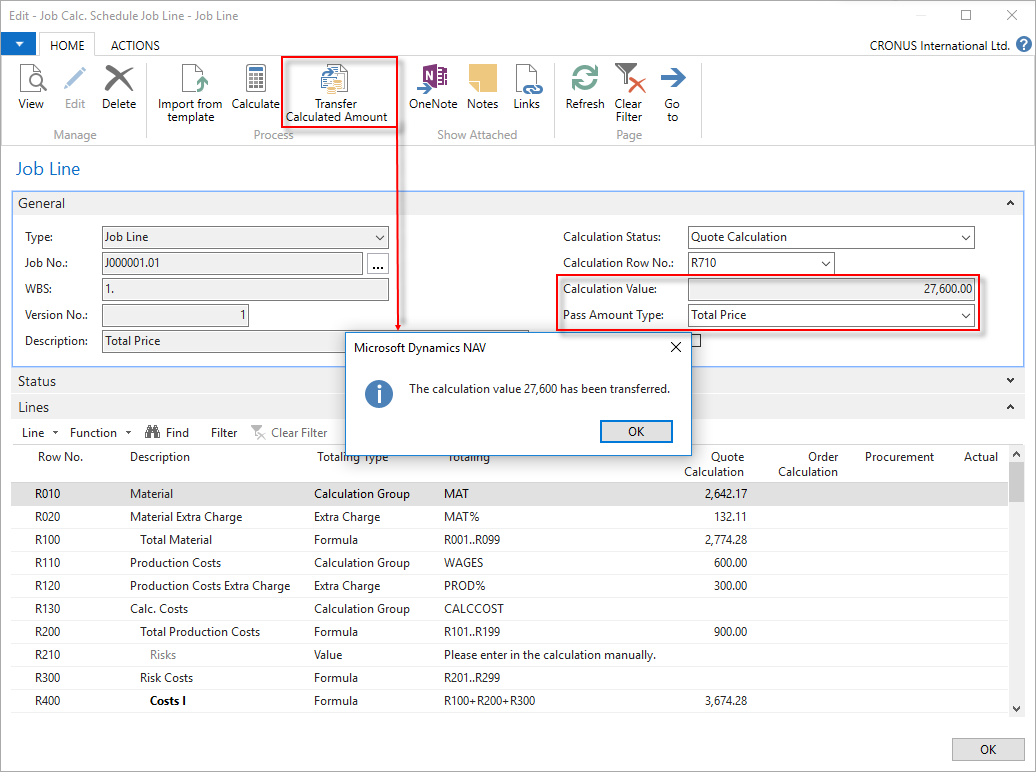 Edit - Job Calc. Schedule Job Line - Job Line
HOME ACTIONS CRONUS International Ltd. ?
View Edit Delete Import from template Calculate Transfer Calculated Amount OneNote Notes Links Refresh Clear Filter Go to
Manage Process Show Attached Page
Job Line
General
Type: Job Line Calculation Status: Quote Calculation
Job No.: J000001.01 ... Calculation Row No.: R710
WBS: 1. Calculation Value: 27,600.00
Version No.: 1 Pass Amount Type: Total Price
Description: Total Price
Microsoft Dynamics NAV
The calculation value 27,600 has been transferred.
OK
Status
Lines
Line Function Find Filter Clear Filter
Row No. Description Totaling Type Totaling Quote Calculation Order Calculation Procurement Actual
R010 Material Calculation Group MAT 2,642.17
R020 Material Extra Charge Extra Charge MAT% 132.11
R100 Total Material Formula R001..R099 2,774.28
R110 Production Costs Calculation Group WAGES 600.00
R120 Production Costs Extra Charge Extra Charge PROD% 300.00
R130 Calc. Costs Calculation Group CALCCOST
R200 Total Production Costs Formula R101..R199 900.00
R210 Risks Value Please enter in the calculation manually.
R300 Risk Costs Formula R201..R299
R400 Costs I Formula R100+R200+R300 3,674.28
OK